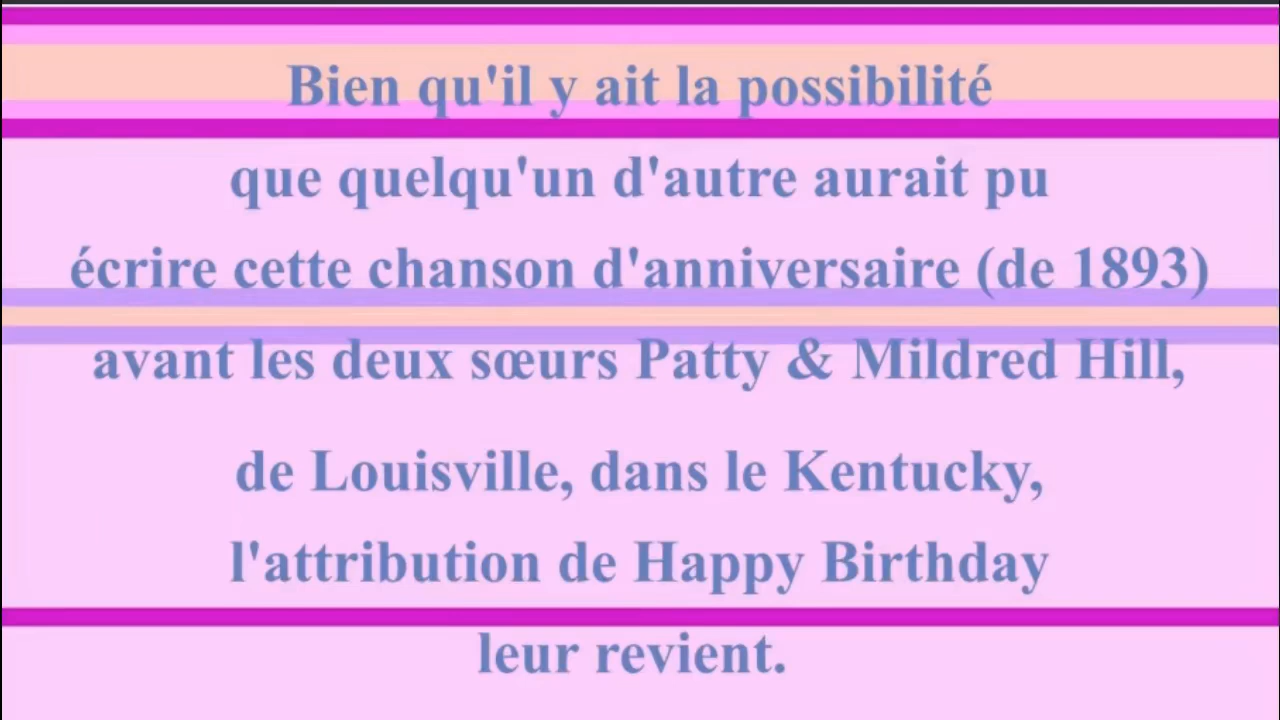 Bien qu'il y ait la possibilité
que quelqu'un d'autre aurait pu
écrire cette chanson d'anniversaire (de 1893)
avant les deux sœurs Patty & Mildred Hill,
de Louisville, dans le Kentucky,
l'attribution de Happy Birthday
leur revient.